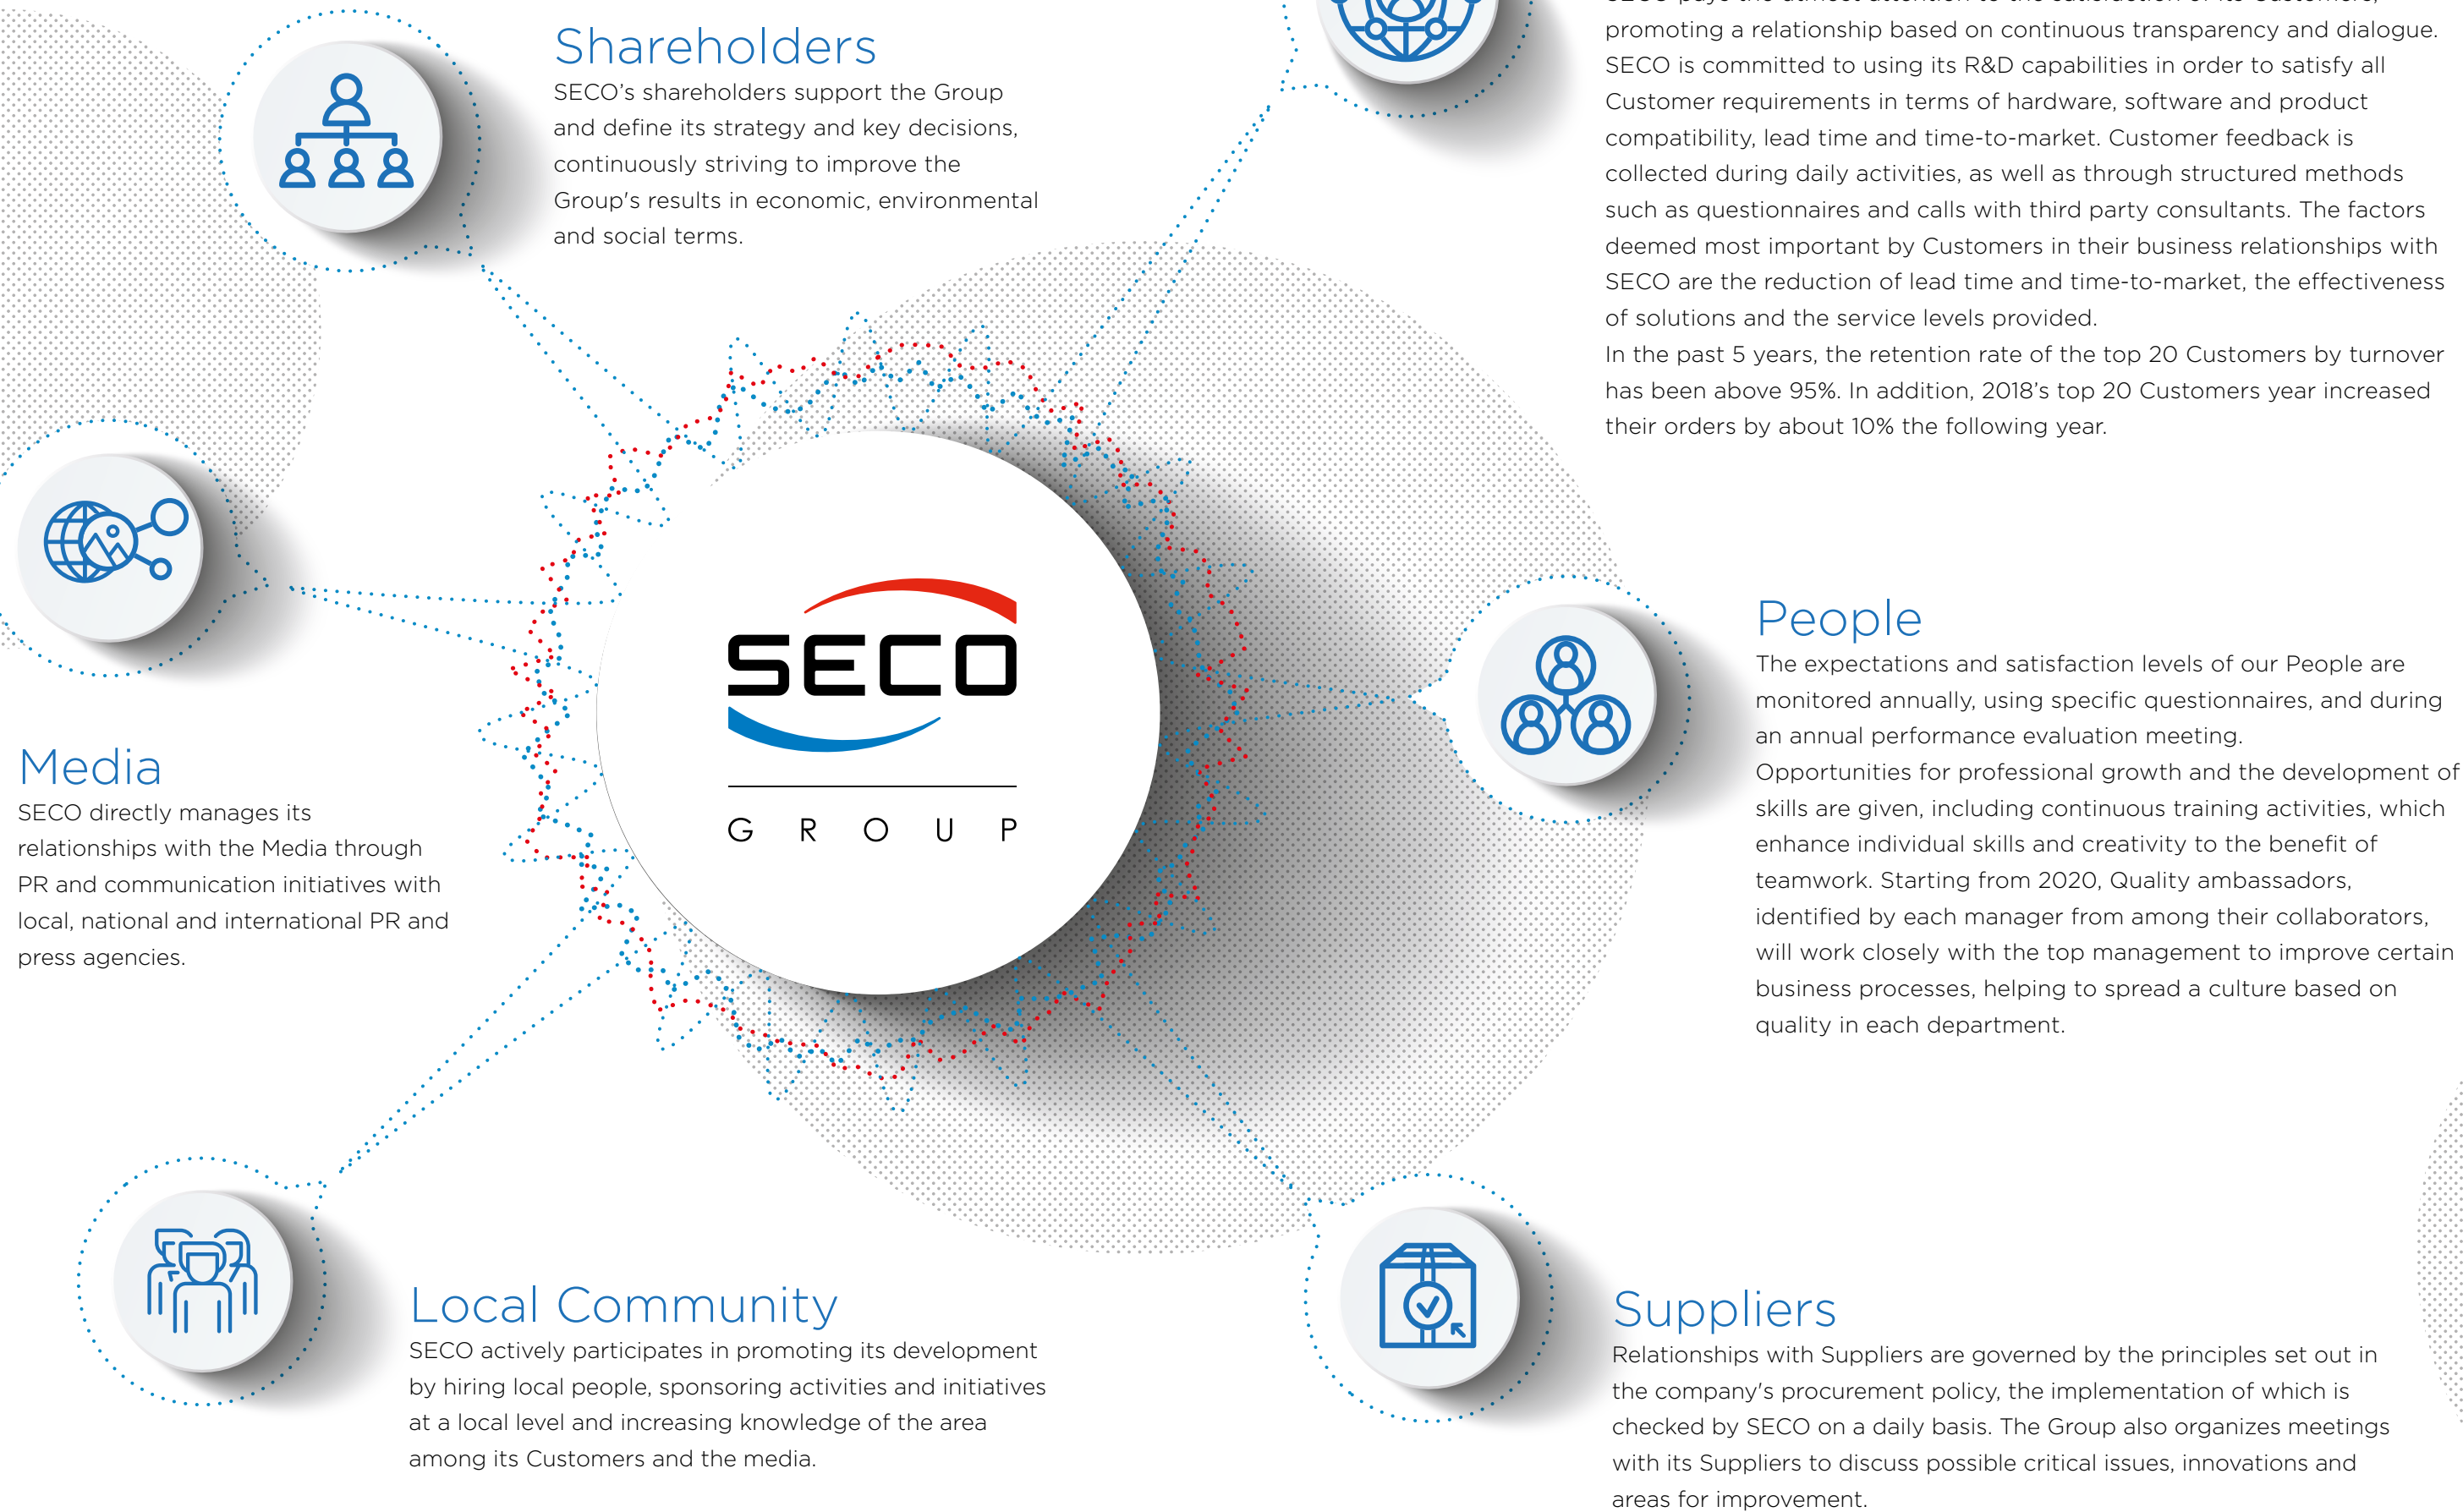 Shareholders
SECO’s shareholders support the Group
and define its strategy and key decisions,
continuously striving to improve the
Group's results in economic, environmental
and social terms.
SECO pays the utmost attention to the satisfaction of its Customers,
promoting a relationship based on continuous transparency and dialogue.
SECO is committed to using its R&D capabilities in order to satisfy all
Customer requirements in terms of hardware, software and product
compatibility, lead time and time-to-market. Customer feedback is
collected during daily activities, as well as through structured methods
such as questionnaires and calls with third party consultants. The factors
deemed most important by Customers in their business relationships with
SECO are the reduction of lead time and time-to-market, the effectiveness
of solutions and the service levels provided.
In the past 5 years, the retention rate of the top 20 Customers by turnover
has been above 95%. In addition, 2018’s top 20 Customers year increased
their orders by about 10% the following year.
SECO
GROUP
Media
SECO directly manages its
relationships with the Media through
PR and communication initiatives with
local, national and international PR and
press agencies.
People
The expectations and satisfaction levels of our People are
monitored annually, using specific questionnaires, and during
an annual performance evaluation meeting.
Opportunities for professional growth and the development of
skills are given, including continuous training activities, which
enhance individual skills and creativity to the benefit of
teamwork. Starting from 2020, Quality ambassadors,
identified by each manager from among their collaborators,
will work closely with the top management to improve certain
business processes, helping to spread a culture based on
quality in each department.
Local Community
SECO actively participates in promoting its development
by hiring local people, sponsoring activities and initiatives
at a local level and increasing knowledge of the area
among its Customers and the media.
Suppliers
Relationships with Suppliers are governed by the principles set out in
the company's procurement policy, the implementation of which is
checked by SECO on a daily basis. The Group also organizes meetings
with its Suppliers to discuss possible critical issues, innovations and
areas for improvement.